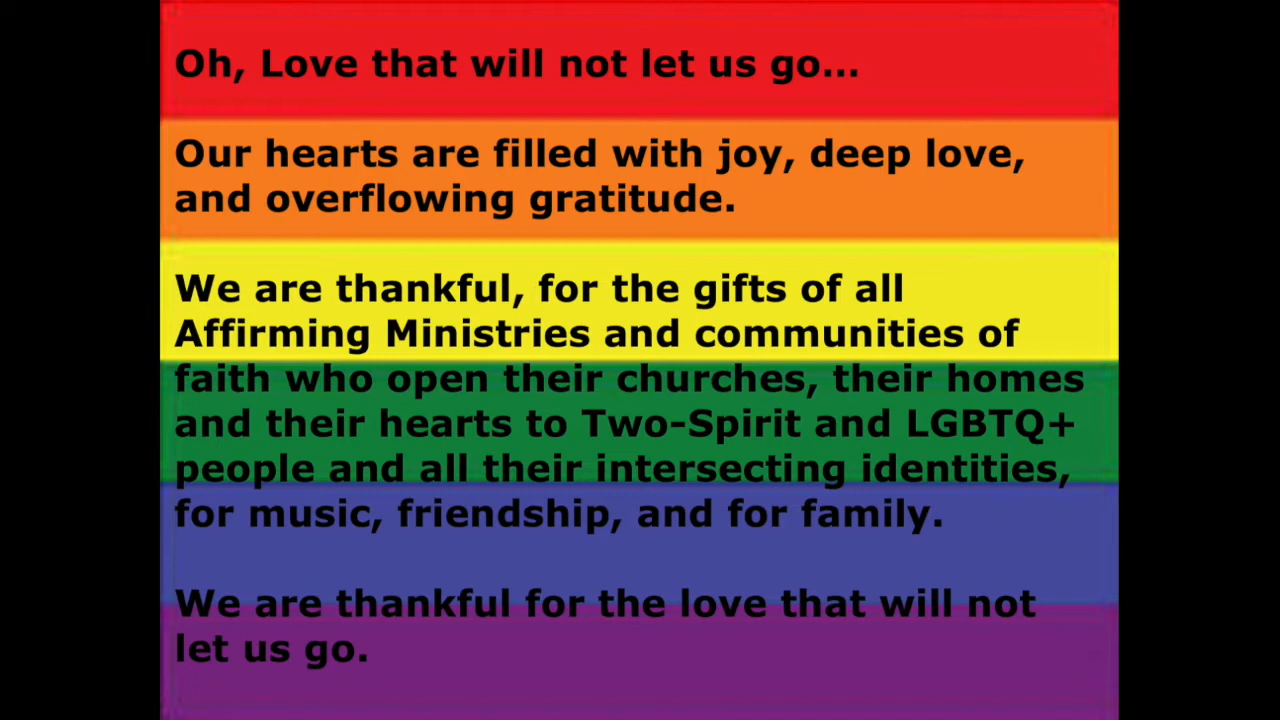 Oh, Love that will not let us go...
Our hearts are filled with joy, deep love,
and overflowing gratitude.
We are thankful, for the gifts of all
Affirming Ministries and communities of
faith who open their churches, their homes
and their hearts to Two-Spirit and LGBTQ+
people and all their intersecting identities,
for music, friendship, and for family.
We are thankful for the love that will not
let us go.